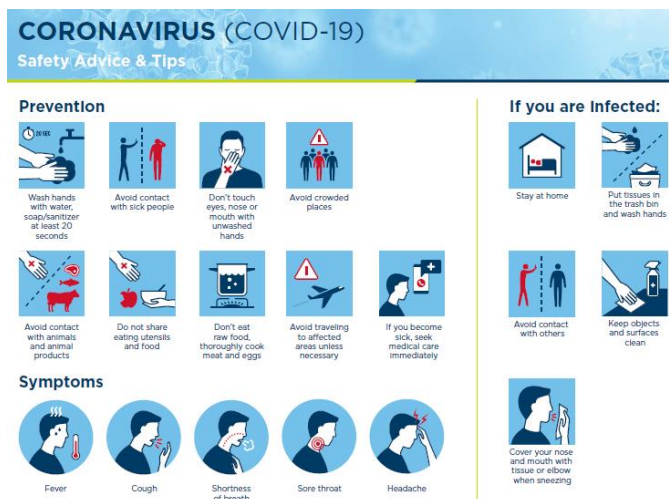 CORONAVIRUS (COVID-19)
Safety Advice & Tips
Prevention
20 SEC
Wash hands
with water,
soap/sanitizer
at least 20
seconds
Avoid contact
with sick people
Don't touch
eyes, nose or
mouth with
unwashed
hands
Avoid crowded
places
Avoid contact
with animals
and animal
products
Do not share
eating utensils
and food
Don't eat
raw food,
thoroughly cook
meat and eggs
Avoid traveling
to affected
areas unless
necessary
If you become
sick, seek
medical care
immediately
Symptoms
Fever
Cough
Shortness
of breath
Sore throat
Headache
If you are Infected:
Stay at home
Put tissues in
the trash bin
and wash hands
Avoid contact
with others
Keep objects
and surfaces
clean
Cover your nose
and mouth with
tissue or elbow
when sneezing